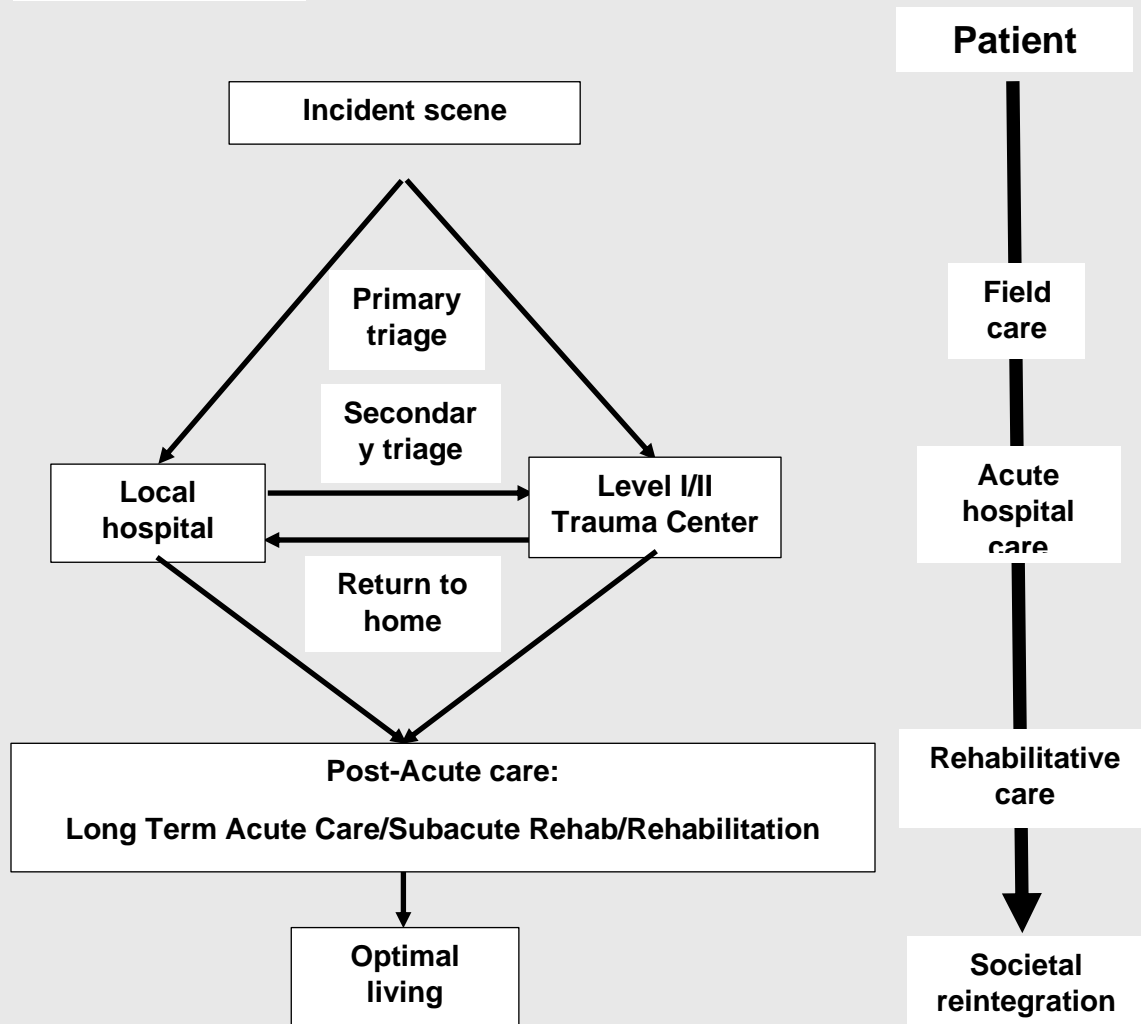 Patient
Incident scene
Primary
triage
Field
care
Secondar
y triage
Local
hospital
Level I/II
Trauma Center
Acute
hospital
care
Return to
home
Post-Acute care:
Long Term Acute Care/Subacute Rehab/Rehabilitation
Rehabilitative
care
Optimal
living
Societal
reintegration